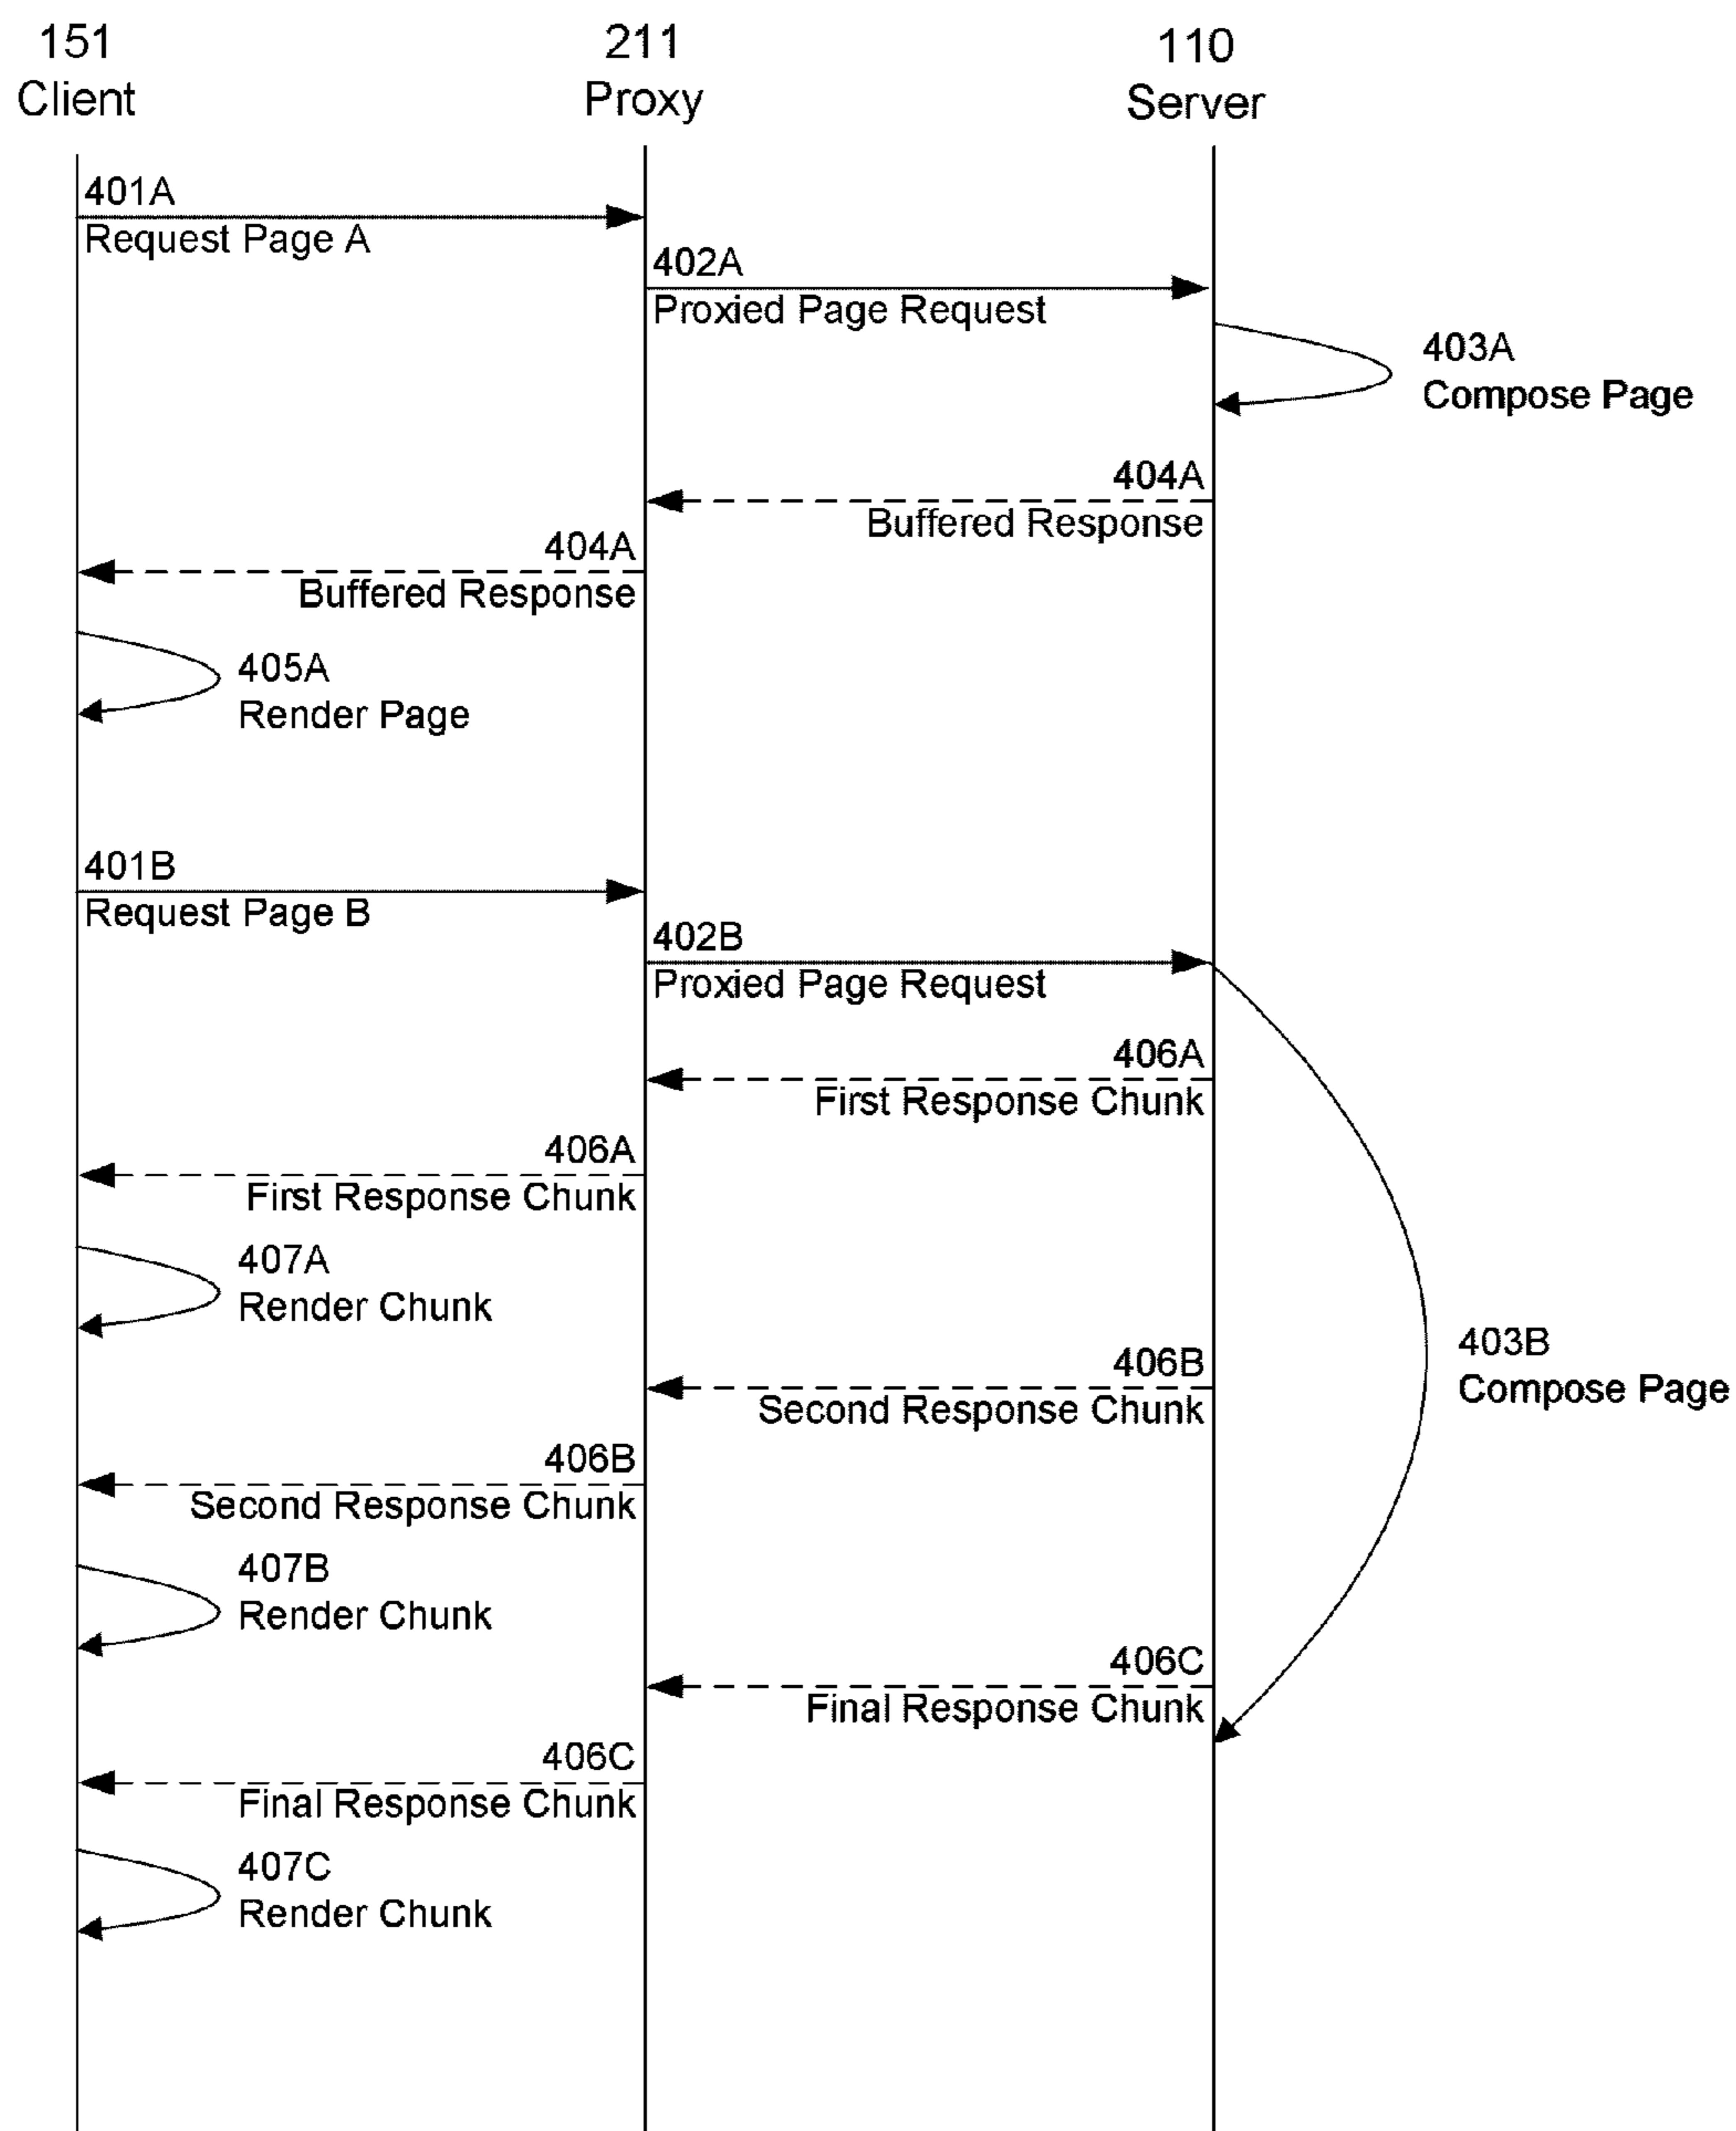 151
Client
211
Proxy
110
Server
401A
Request Page A
402A
Proxied Page Request
403A
Compose Page
404A
Buffered Response
404A
Buffered Response
405A
Render Page
401B
Request Page B
402B
Proxied Page Request
406A
First Response Chunk
406A
First Response Chunk
407A
Render Chunk
403B
Compose Page
406B
Second Response Chunk
406B
Second Response Chunk
407B
Render Chunk
406C
Final Response Chunk
406C
Final Response Chunk
407C
Render Chunk